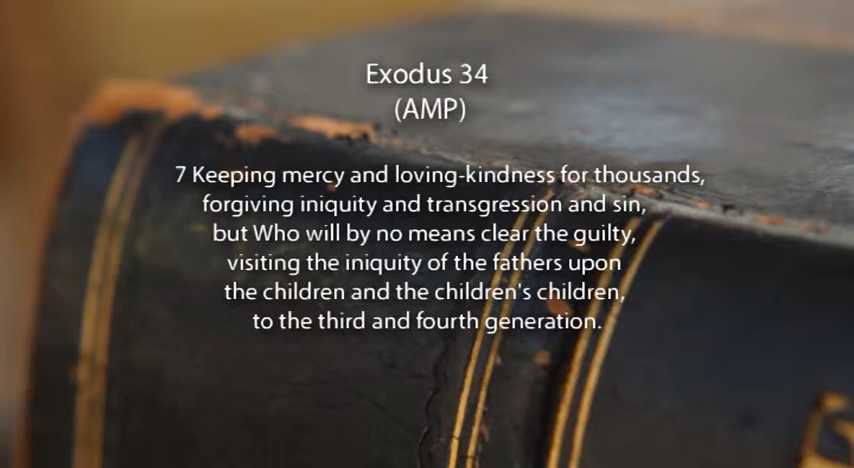 Exodus 34
(AMP)
7 Keeping mercy and loving-kindness for thousands,
forgiving iniquity and transgression and sin,
but Who will by no means clear the guilty,
visiting the iniquity of the fathers upon
the children and the children's children,
to the third and fourth generation.